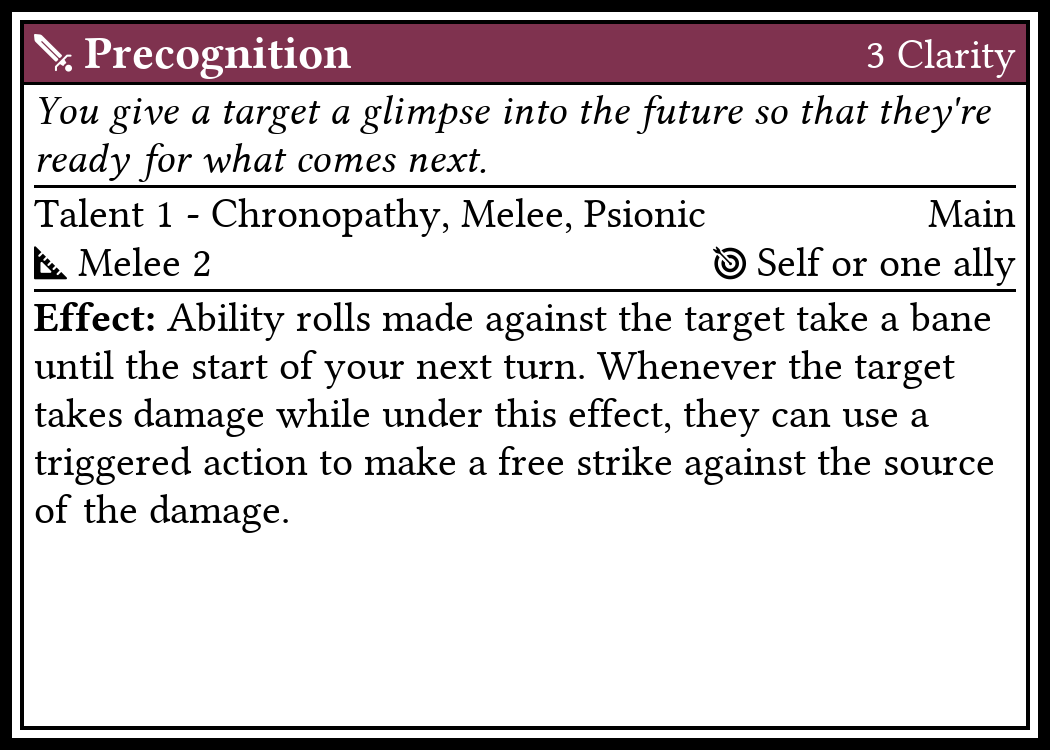 Precognition 3 Clarity
You give a target a glimpse into the future so that they're
ready for what comes next.
Talent 1 - Chronopathy, Melee, Psionic Main
Melee 2 Self or one ally
Effect: Ability rolls made against the target take a bane
until the start of your next turn. Whenever the target
takes damage while under this effect, they can use a
triggered action to make a free strike against the source
of the damage.